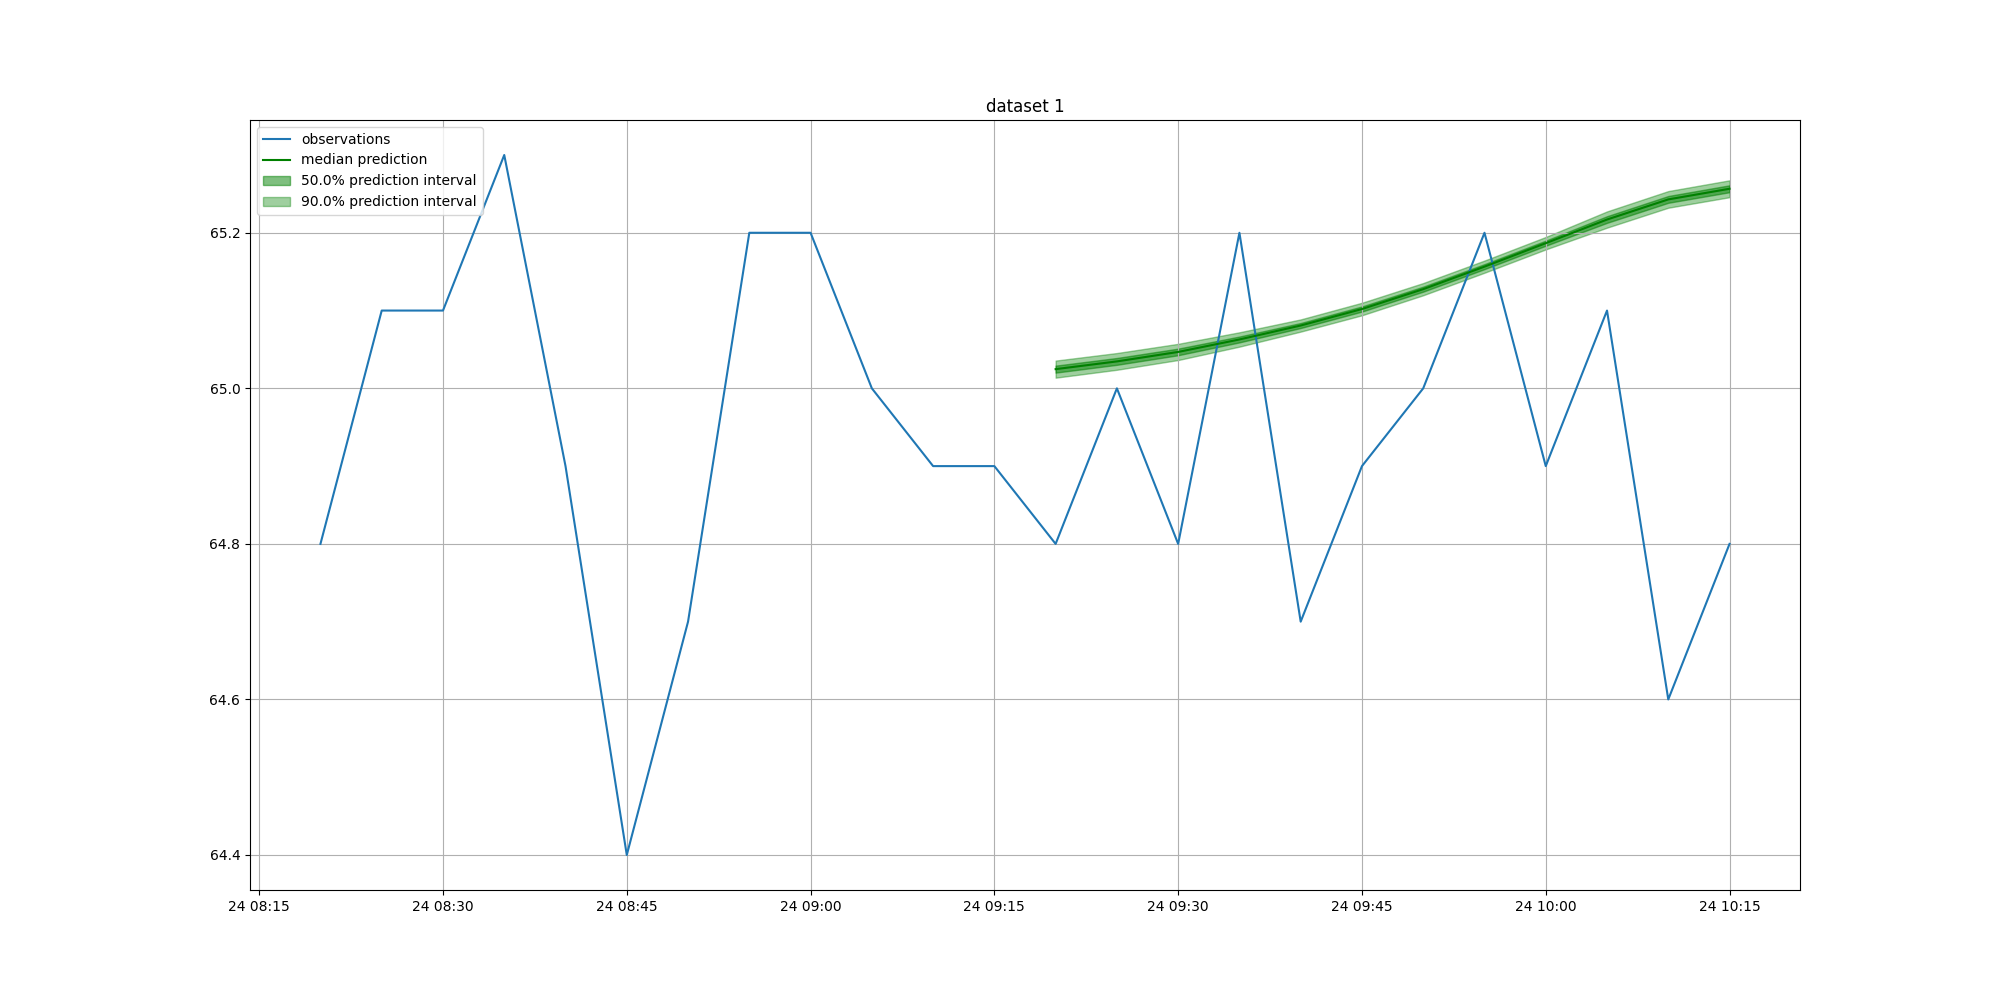 dataset 1
observations
median prediction
50.0% prediction interval
90.0% prediction interval
65.2
65.0
64.8
64.6
64.4
24 08:15 24 08:30 24 08:45 24 09:00 24 09:15 24 09:30 24 09:45 24 10:00 24 10:15